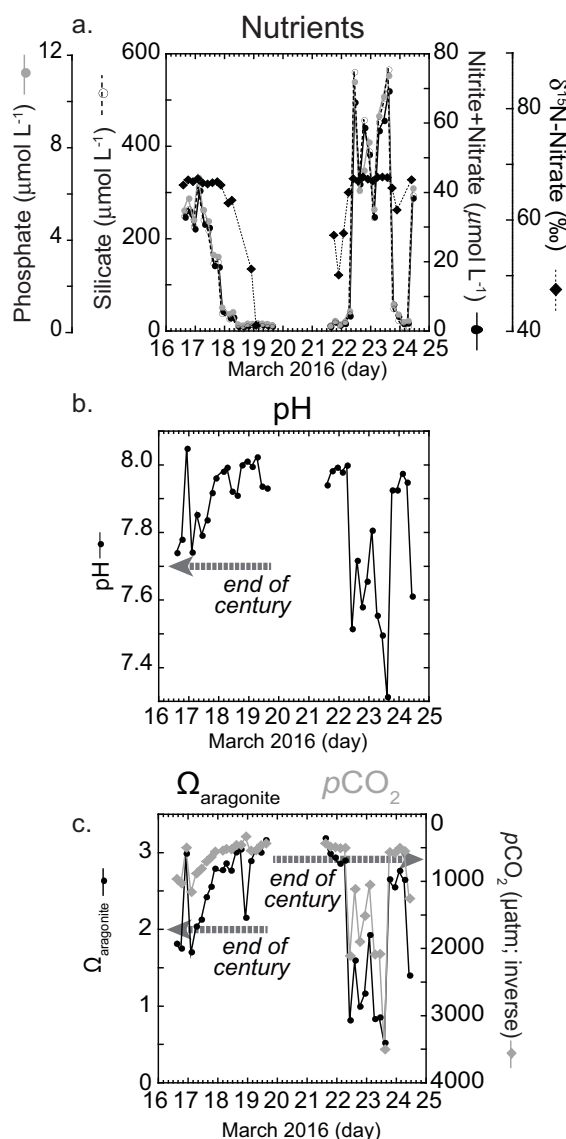 a.
Nutrients
Phosphate (μmol L-1)
12
8
4
0
Silicate (μmol L-1)
600
500
300
200
0
80
60
40
20
0
Nitrite+Nitrate (μmol L-1)
80
60
40
δ15N-Nitrate (‰)
16 17 18 19 20 21 22 23 24 25
March 2016 (day)
b.
pH
pH
8.0
7.8
7.6
7.4
end of
century
16 17 18 19 20 21 22 23 24 25
March 2016 (day)
c.
Ωaragonite
pCO2
Ωaragonite
3
2
1
0
end of
century
end of
century
0
1000
2000
3000
4000
pCO2 (μatm; inverse)
16 17 18 19 20 21 22 23 24 25
March 2016 (day)